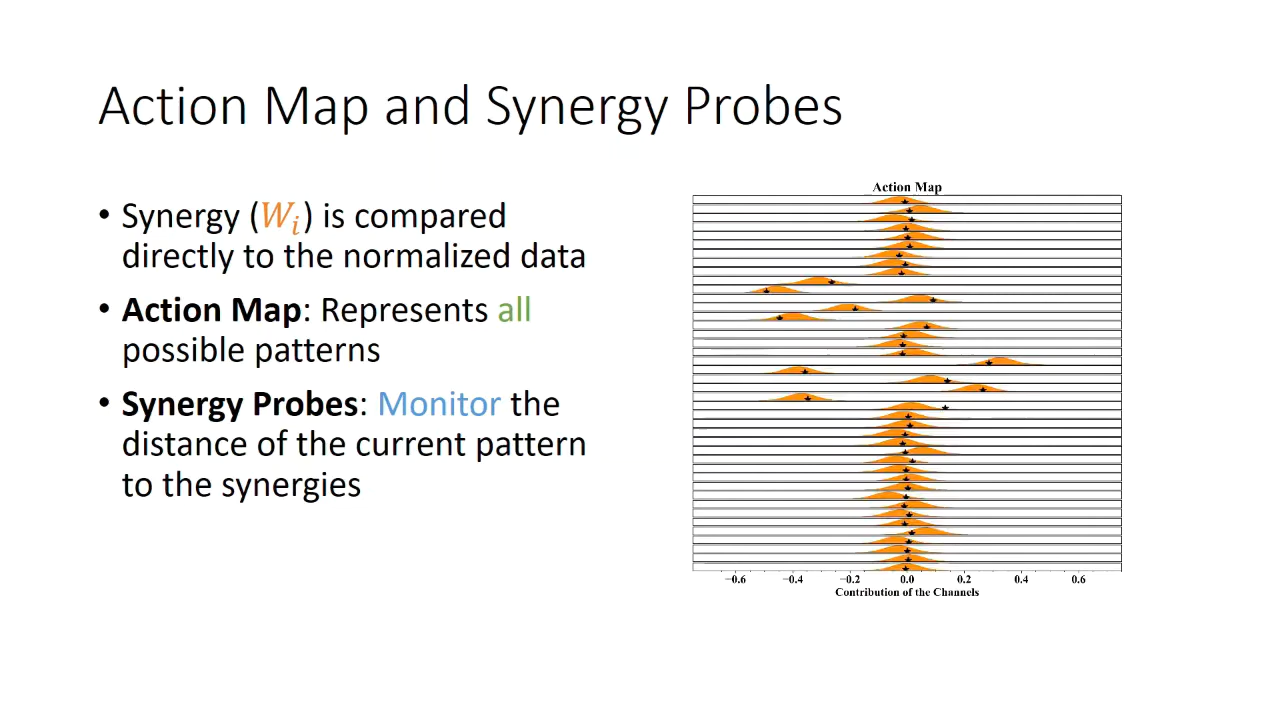 Action Map and Synergy Probes
• Synergy (Wᵢ) is compared
directly to the normalized data
• Action Map: Represents all
possible patterns
• Synergy Probes: Monitor the
distance of the current pattern
to the synergies
Action Map
−0.6 −0.4 −0.2 0.0 0.2 0.4 0.6
Contribution of the Channels